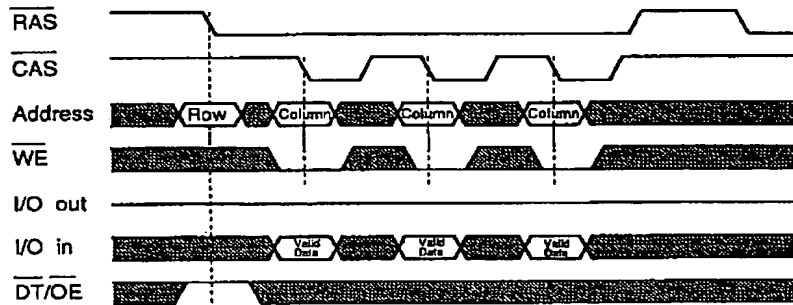 RAS
CAS
Address Row Column Column Column
WE
I/O out
I/O in Valid Data Valid Data Valid Data
DT/OE